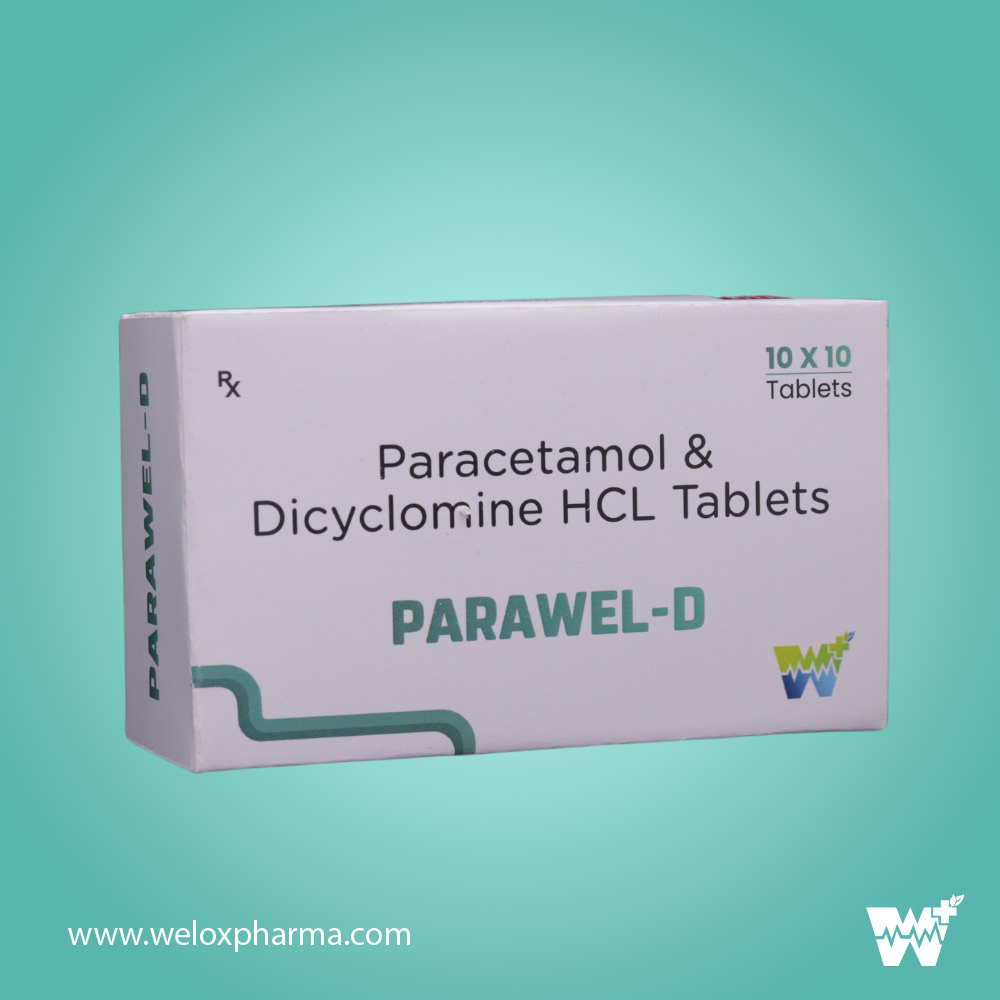 PARAWEL-D
Rx
10 X 10
Tablets
Paracetamol &
Dicyclomine HCL Tablets
PARAWEL-D
W
www.weloxpharma.com
W